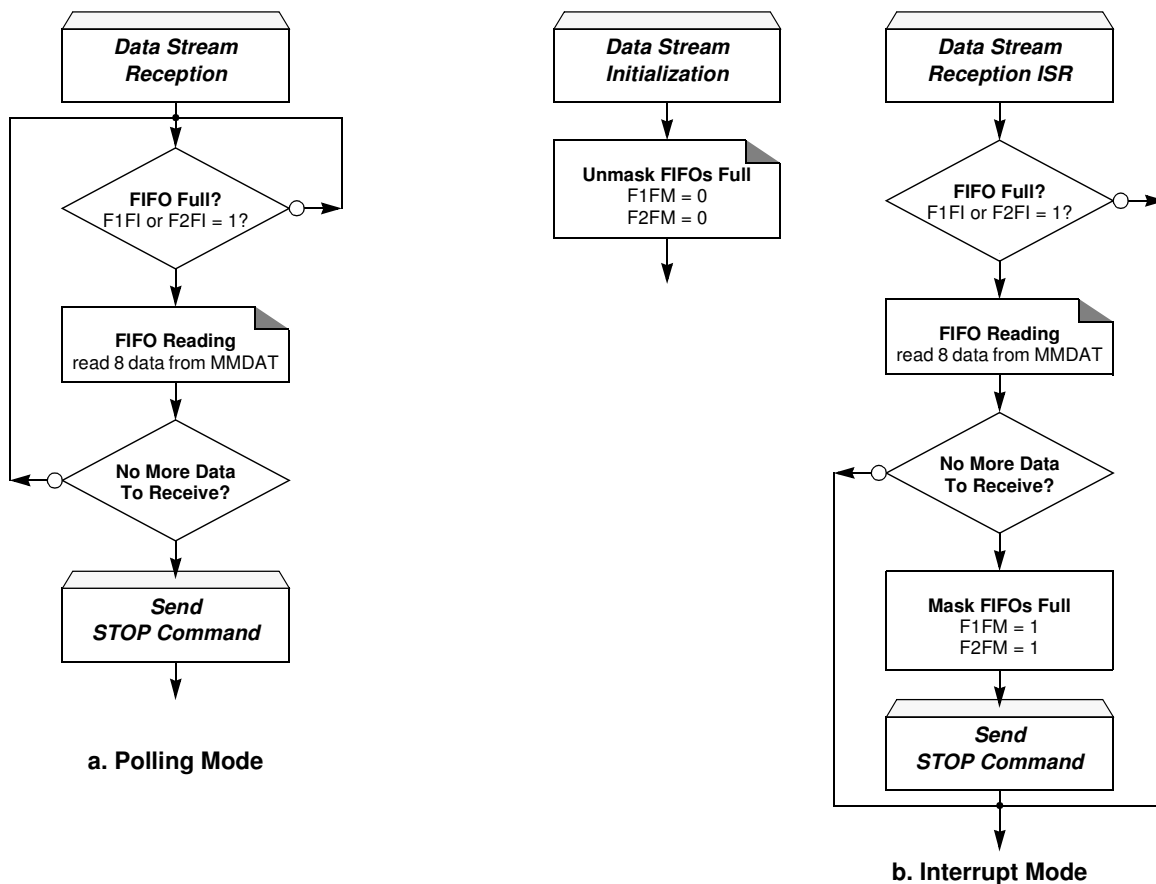 Data Stream
Reception
FIFO Full?
F1FI or F2FI = 1?
FIFO Reading
read 8 data from MMDAT
No More Data
To Receive?
Send
STOP Command
a. Polling Mode
Data Stream
Initialization
Unmask FIFOs Full
F1FM = 0
F2FM = 0
Data Stream
Reception ISR
FIFO Full?
F1FI or F2FI = 1?
FIFO Reading
read 8 data from MMDAT
No More Data
To Receive?
Mask FIFOs Full
F1FM = 1
F2FM = 1
Send
STOP Command
b. Interrupt Mode